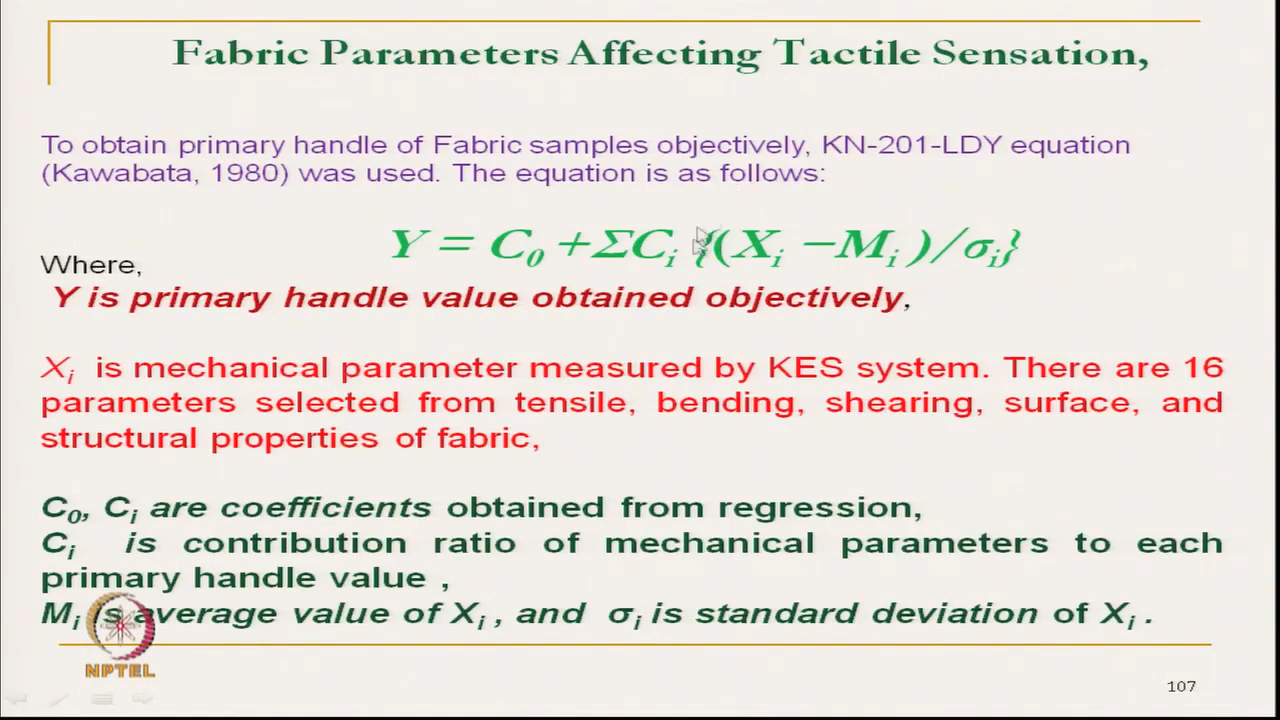 Fabric Parameters Affecting Tactile Sensation,
To obtain primary handle of Fabric samples objectively, KN-201-LDY equation
(Kawabata, 1980) was used. The equation is as follows:
Y = C₀ + ΣCᵢ {(Xᵢ – Mᵢ )/σᵢ}
Where,
Y is primary handle value obtained objectively,
Xᵢ is mechanical parameter measured by KES system. There are 16
parameters selected from tensile, bending, shearing, surface, and
structural properties of fabric,
C₀, Cᵢ are coefficients obtained from regression,
Cᵢ is contribution ratio of mechanical parameters to each
primary handle value ,
Mᵢ is average value of Xᵢ , and σᵢ is standard deviation of Xᵢ .
NPTEL
107